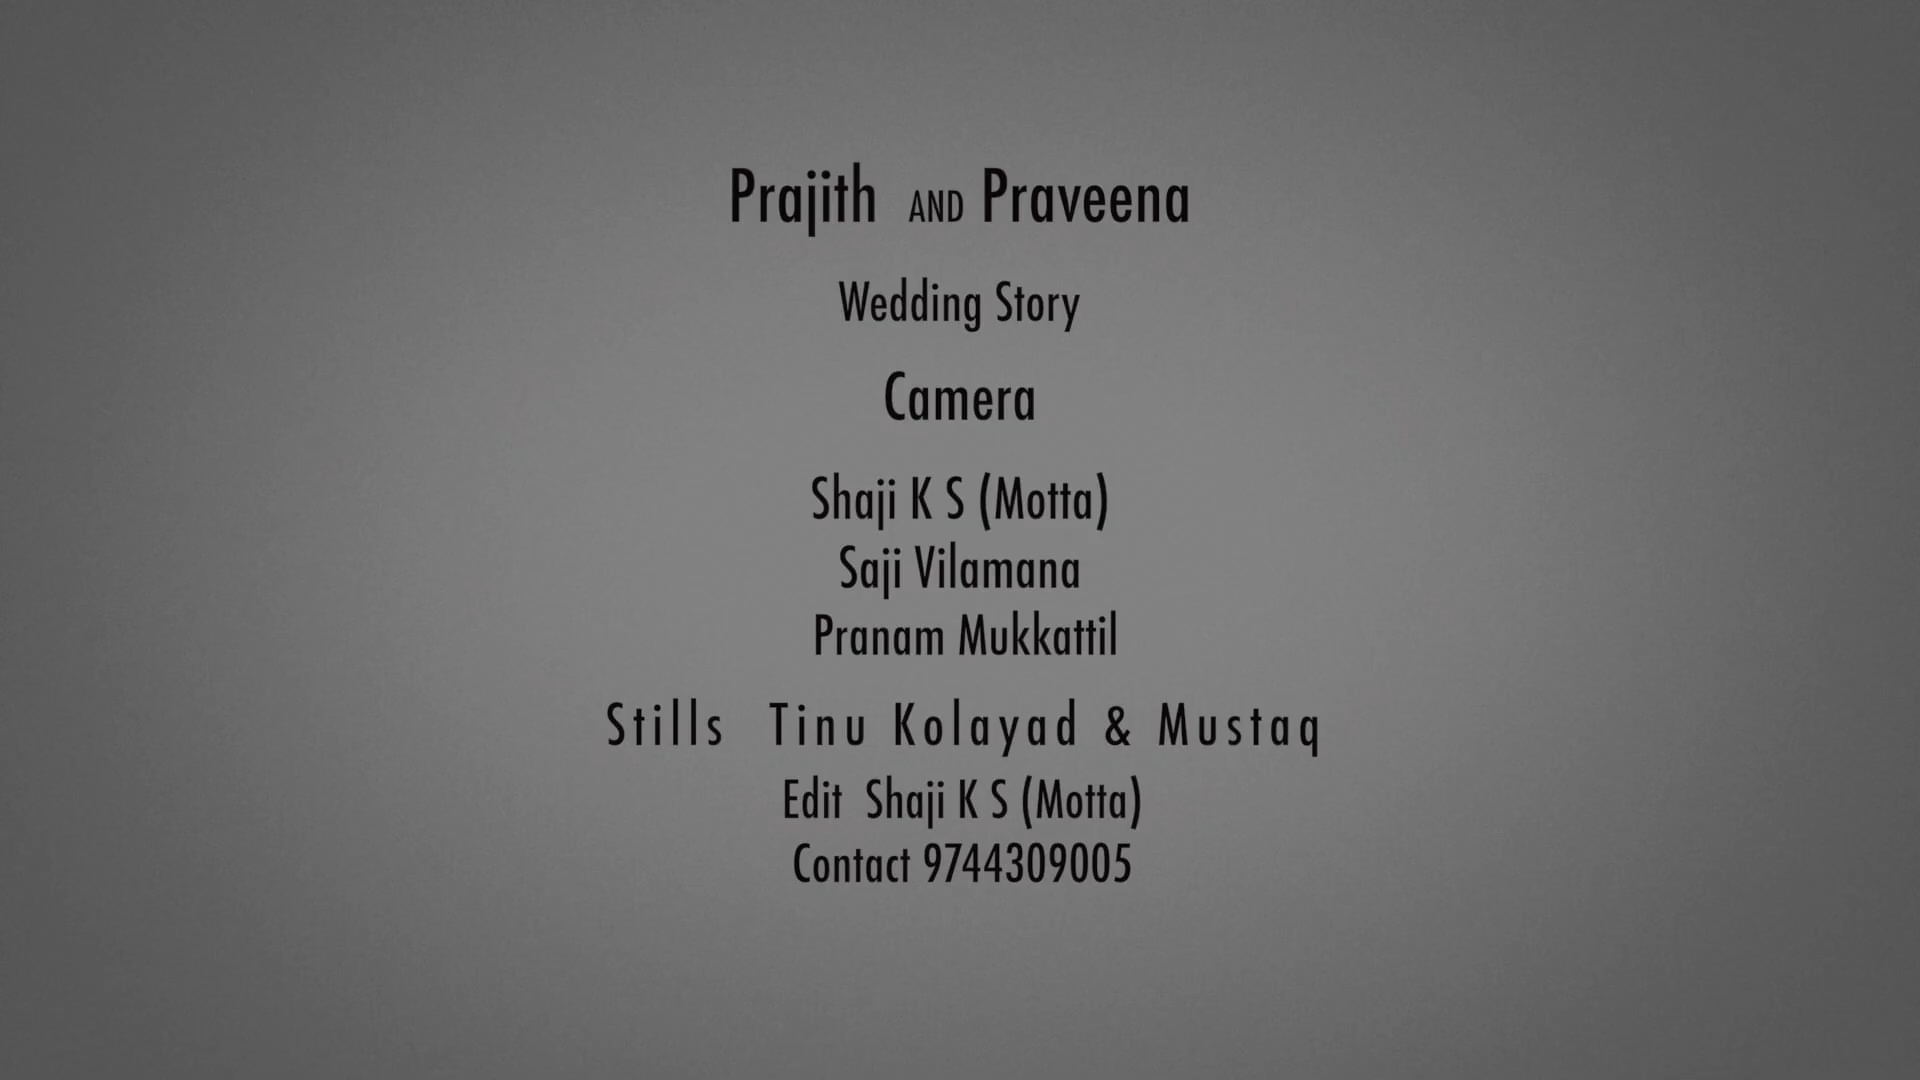 Prajith AND Praveena
Wedding Story
Camera
Shaji K S (Motta)
Saji Vilamana
Pranam Mukkattil
Stills Tinu Kolayad & Mustaq
Edit Shaji K S (Motta)
Contact 9744309005